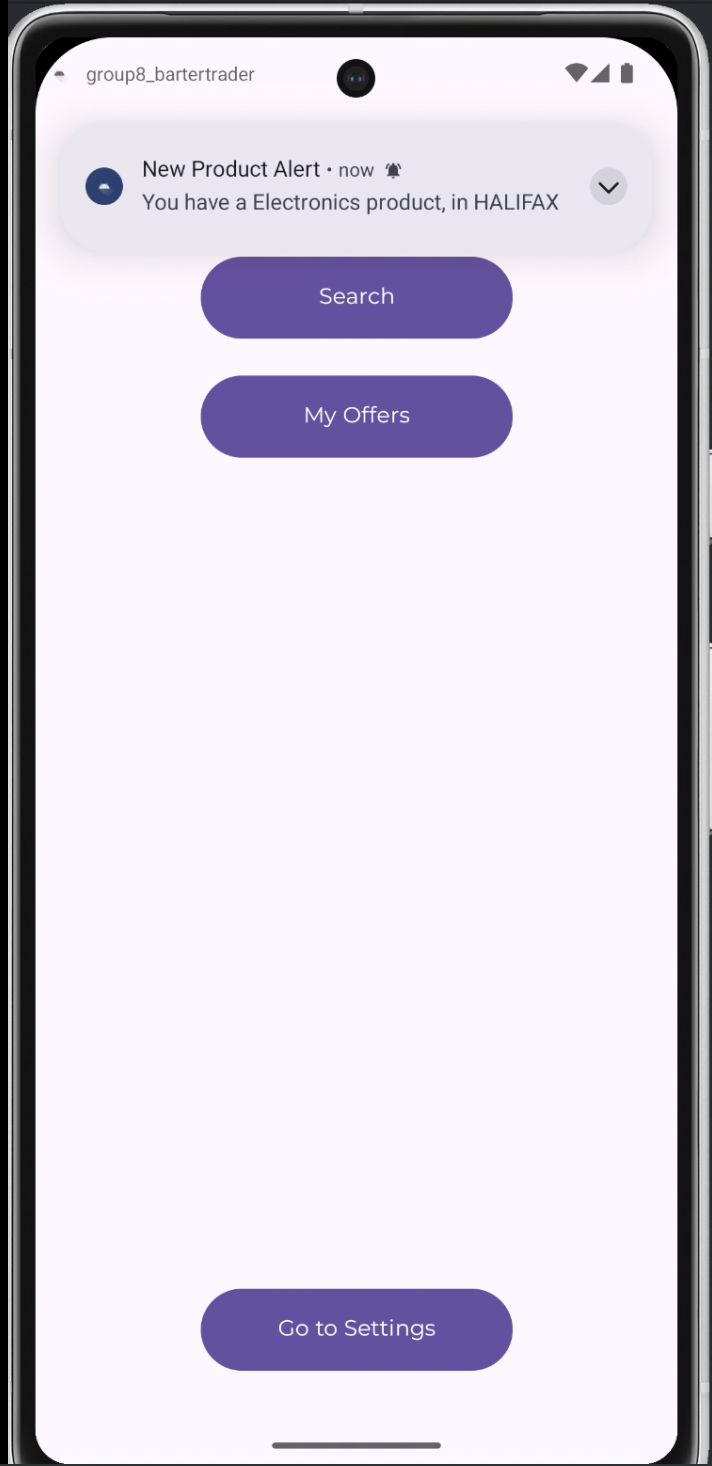 group8_bartertrader
New Product Alert • now
You have a Electronics product, in HALIFAX
Search
My Offers
Go to Settings